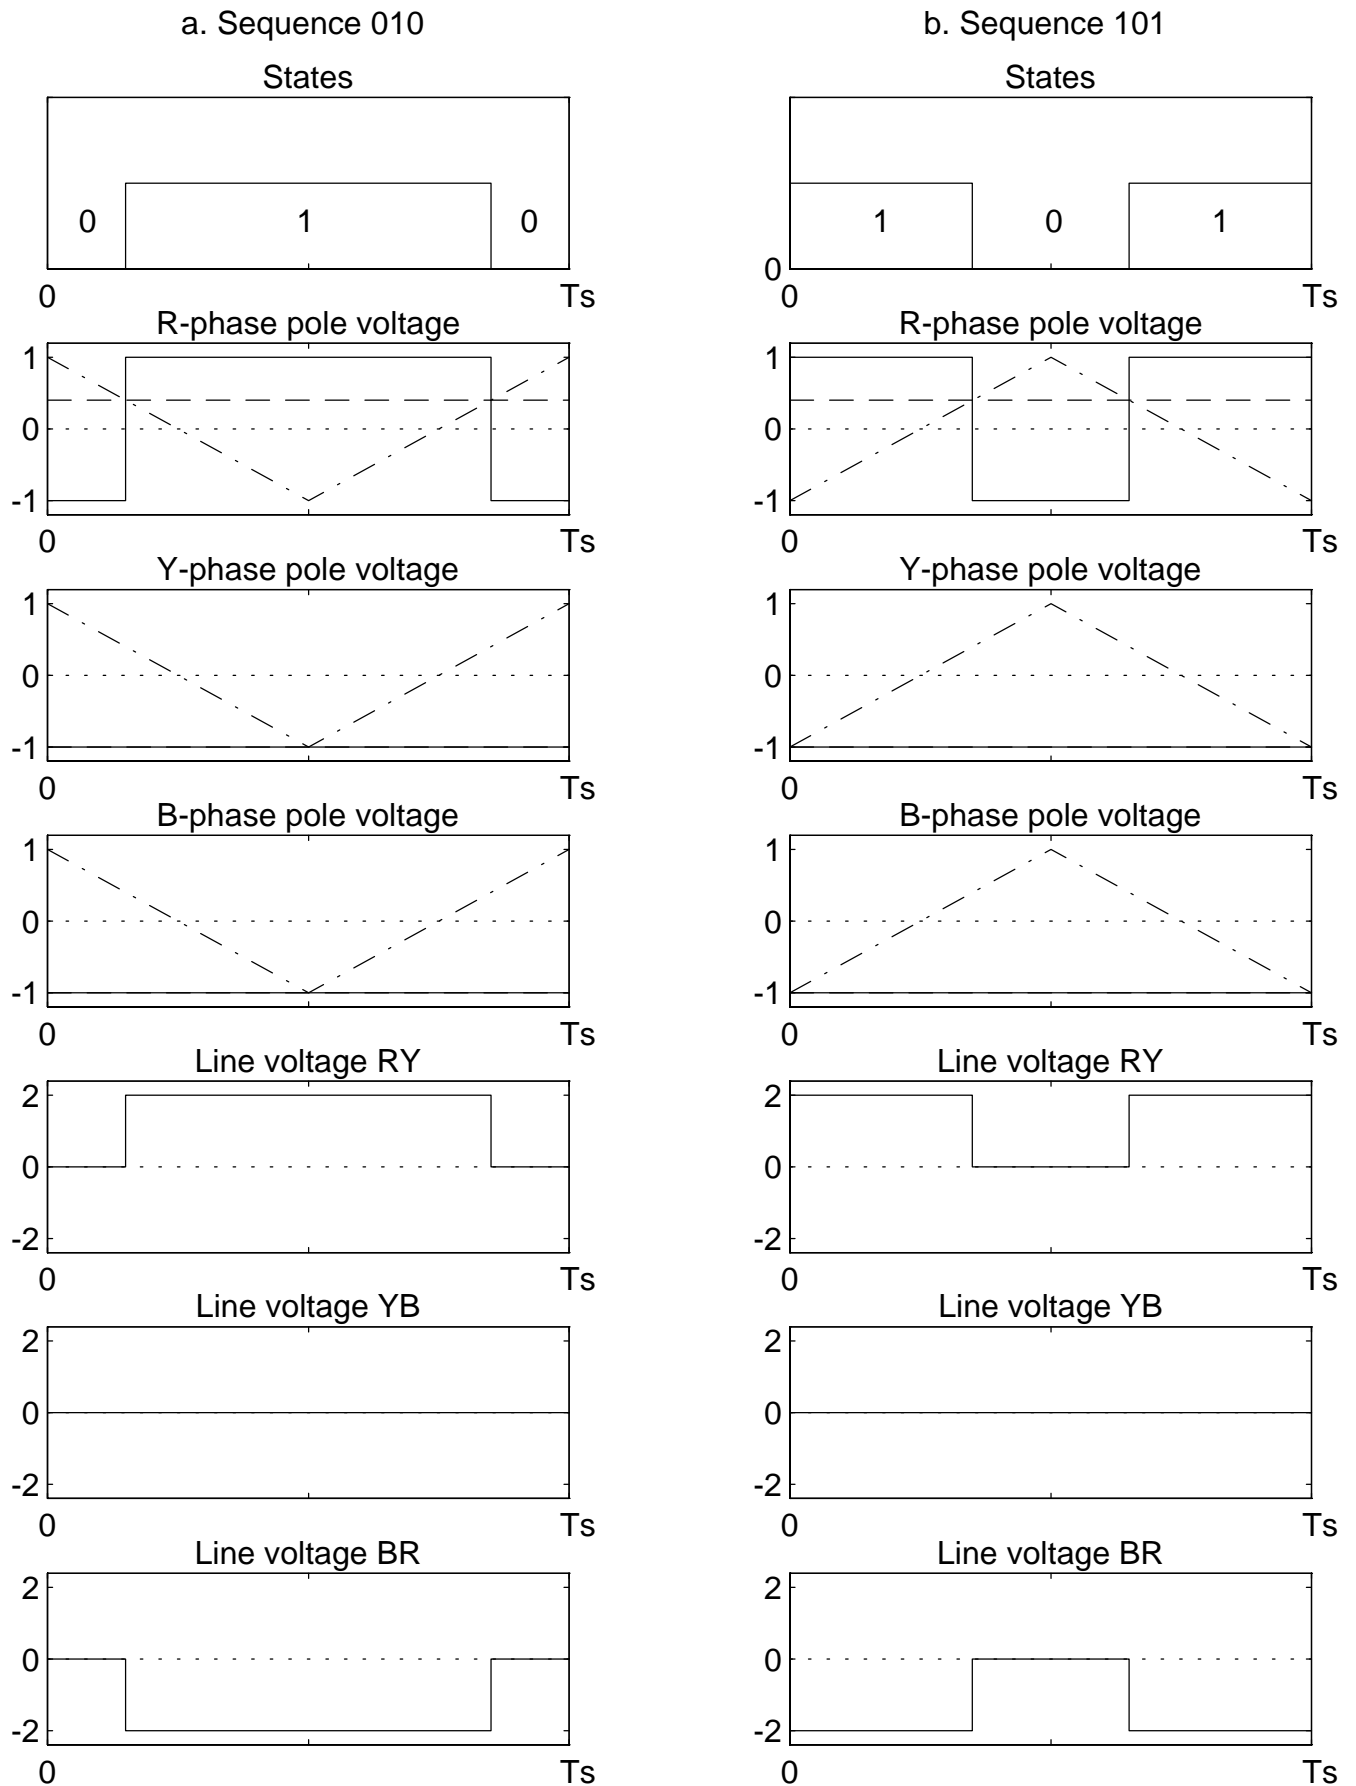 a. Sequence 010
States
0
1
0
0
Ts
R-phase pole voltage
1
0
-1
0
Ts
Y-phase pole voltage
1
0
-1
0
Ts
B-phase pole voltage
1
0
-1
0
Ts
Line voltage RY
2
0
-2
0
Ts
Line voltage YB
2
0
-2
0
Ts
Line voltage BR
2
0
-2
0
Ts
b. Sequence 101
States
1
0
1
0
0
Ts
R-phase pole voltage
1
0
-1
0
Ts
Y-phase pole voltage
1
0
-1
0
Ts
B-phase pole voltage
1
0
-1
0
Ts
Line voltage RY
2
0
-2
0
Ts
Line voltage YB
2
0
-2
0
Ts
Line voltage BR
2
0
-2
0
Ts